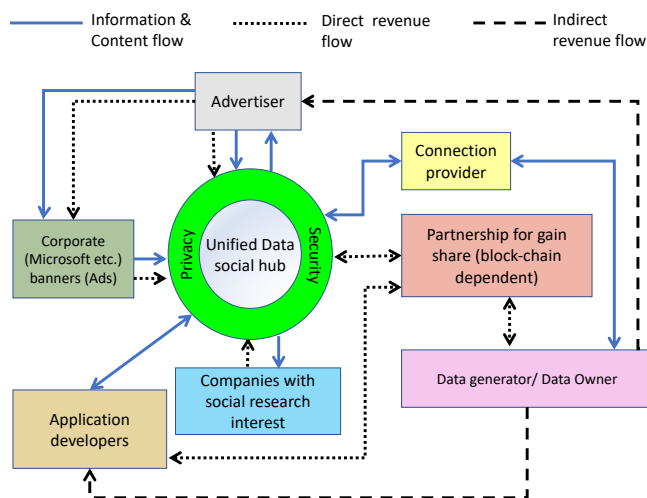 Information &
Content flow
Direct revenue
flow
Indirect
revenue flow
Advertiser
Connection
provider
Corporate
(Microsoft etc.)
banners (Ads)
Privacy
Unified Data
social hub
Security
Partnership for gain
share (block-chain
dependent)
Companies with
social research
interest
Data generator/ Data Owner
Application
developers